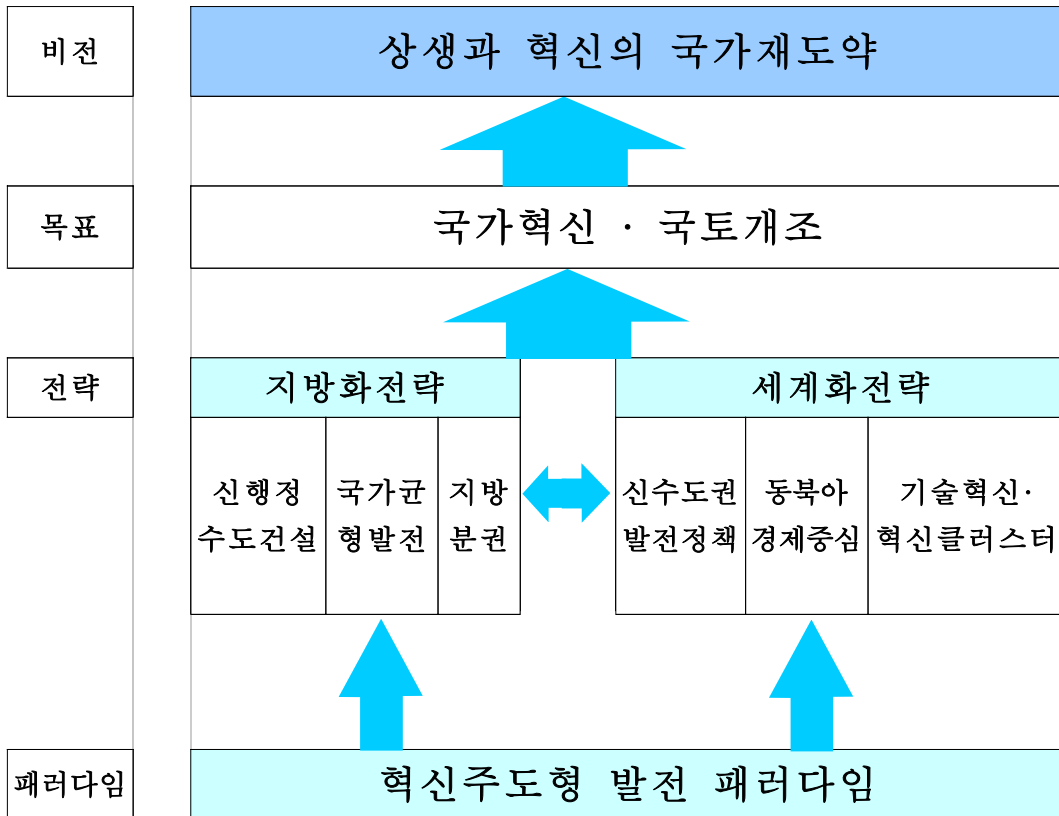 비전
상생과 혁신의 국가재도약
목표
국가혁신 · 국토개조
전략
지방화전략
세계화전략
신행정
수도건설
국가균
형발전
지방
분권
신수도권
발전정책
동북아
경제중심
기술혁신·
혁신클러스터
패러다임
혁신주도형 발전 패러다임